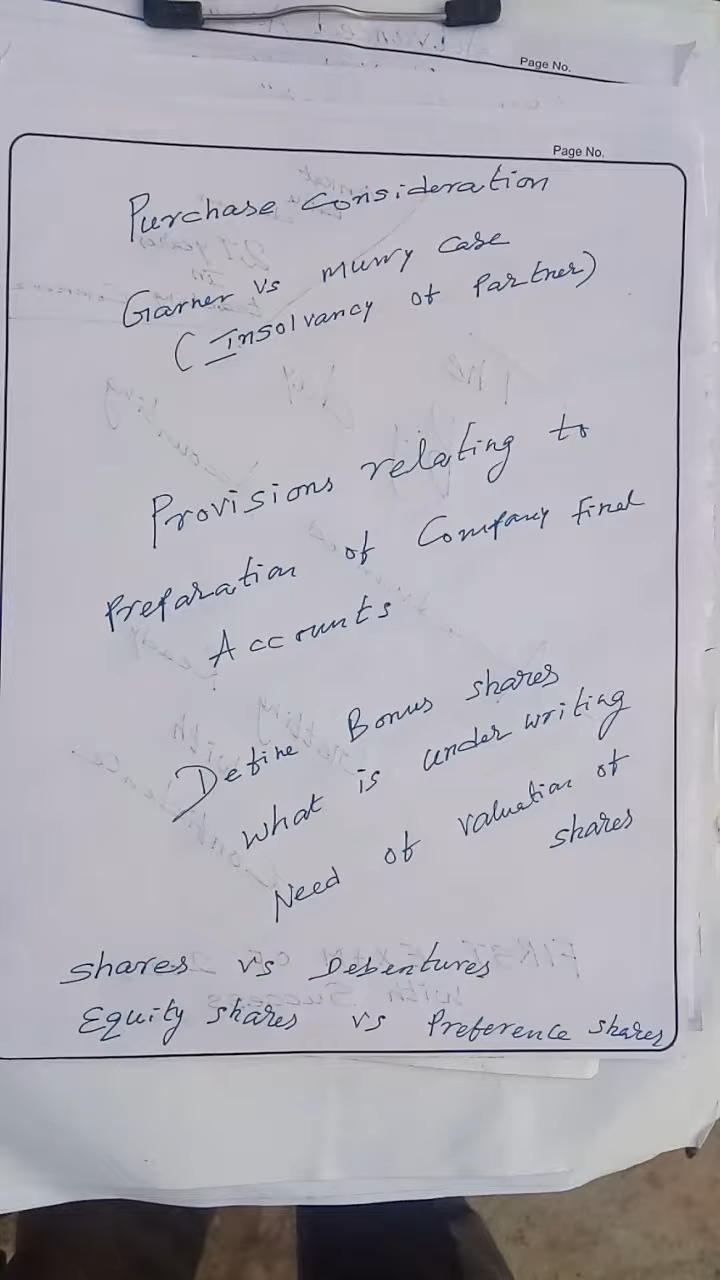 Page No.
Page No.
Purchase Consideration
Garner vs Murry Case
(Insolvancy of Partner)
Provisions relating to
Preparation of Company Final
Accounts
Define Bonus shares
What is under writing
Need of valuation of
shares
Shares vs Debentures
Equity shares vs Preference shares